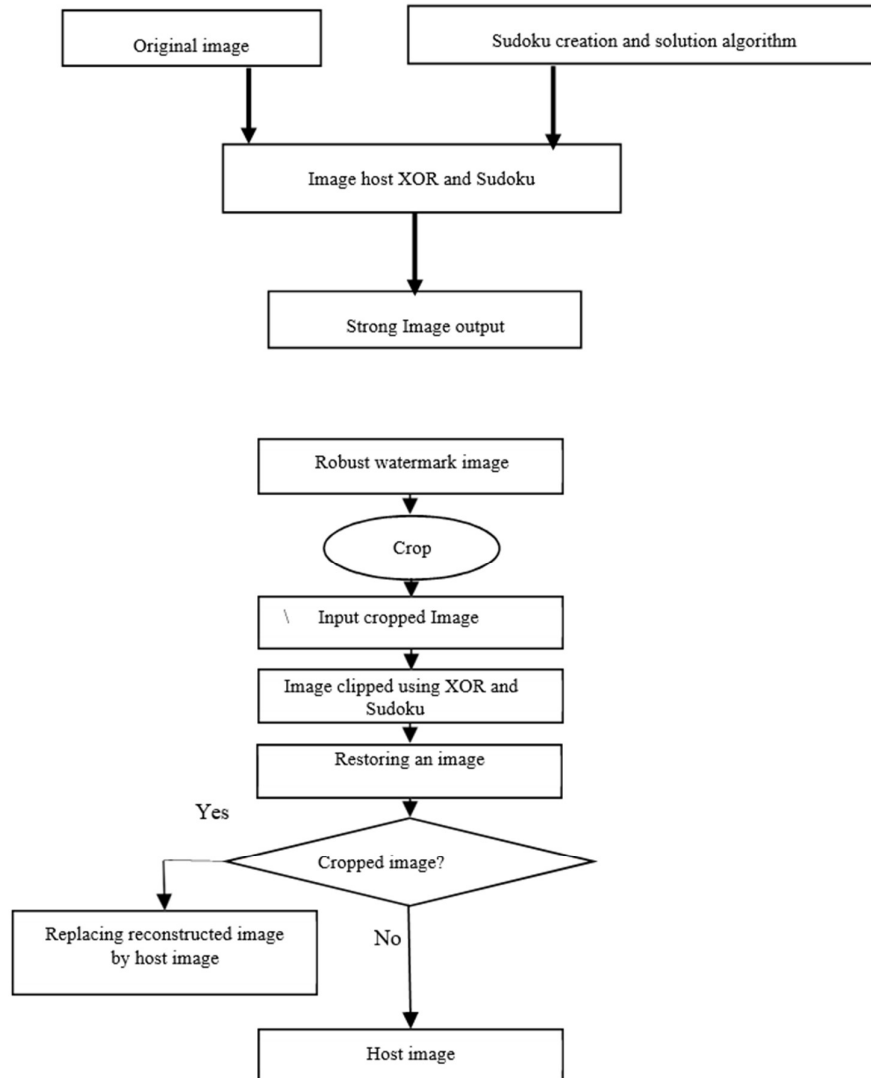 Original image
Sudoku creation and solution algorithm
Image host XOR and Sudoku
Strong Image output
Robust watermark image
Crop
\ Input cropped Image
Image clipped using XOR and
Sudoku
Restoring an image
Yes
Cropped image?
Replacing reconstructed image
by host image
No
Host image